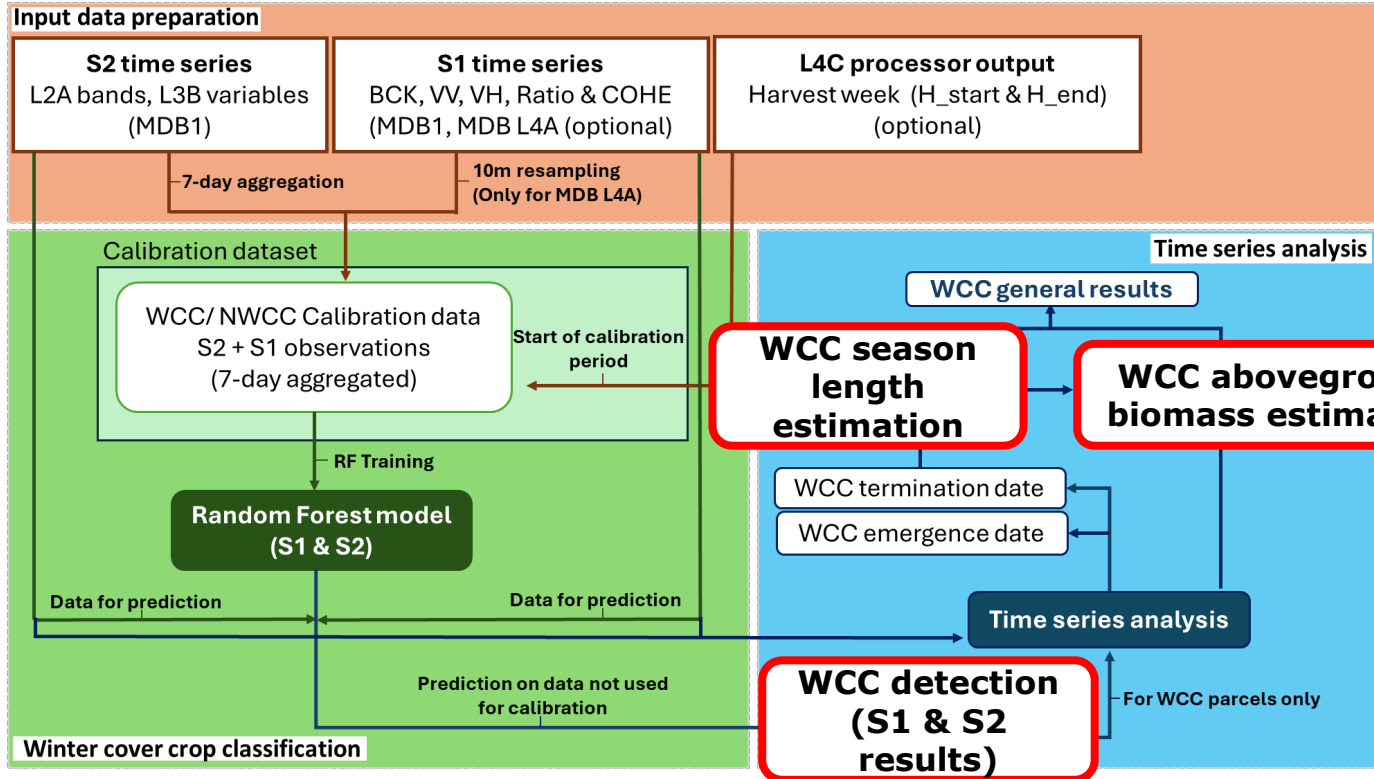 Input data preparation
S2 time series
L2A bands, L3B variables
(MDB1)
S1 time series
BCK, VV, VH, Ratio & COHE
(MDB1, MDB L4A (optional)
L4C processor output
Harvest week (H_start & H_end)
(optional)
7-day aggregation
10m resampling
(Only for MDB L4A)
Calibration dataset
WCC/ NWCC Calibration data
S2 + S1 observations
(7-day aggregated)
Start of calibration
period
RF Training
Random Forest model
(S1 & S2)
Data for prediction
Data for prediction
Prediction on data not used
for calibration
Winter cover crop classification
Time series analysis
WCC general results
WCC season
length
estimation
WCC abovegro
biomass estima
WCC termination date
WCC emergence date
Time series analysis
WCC detection
(S1 & S2
results)
For WCC parcels only